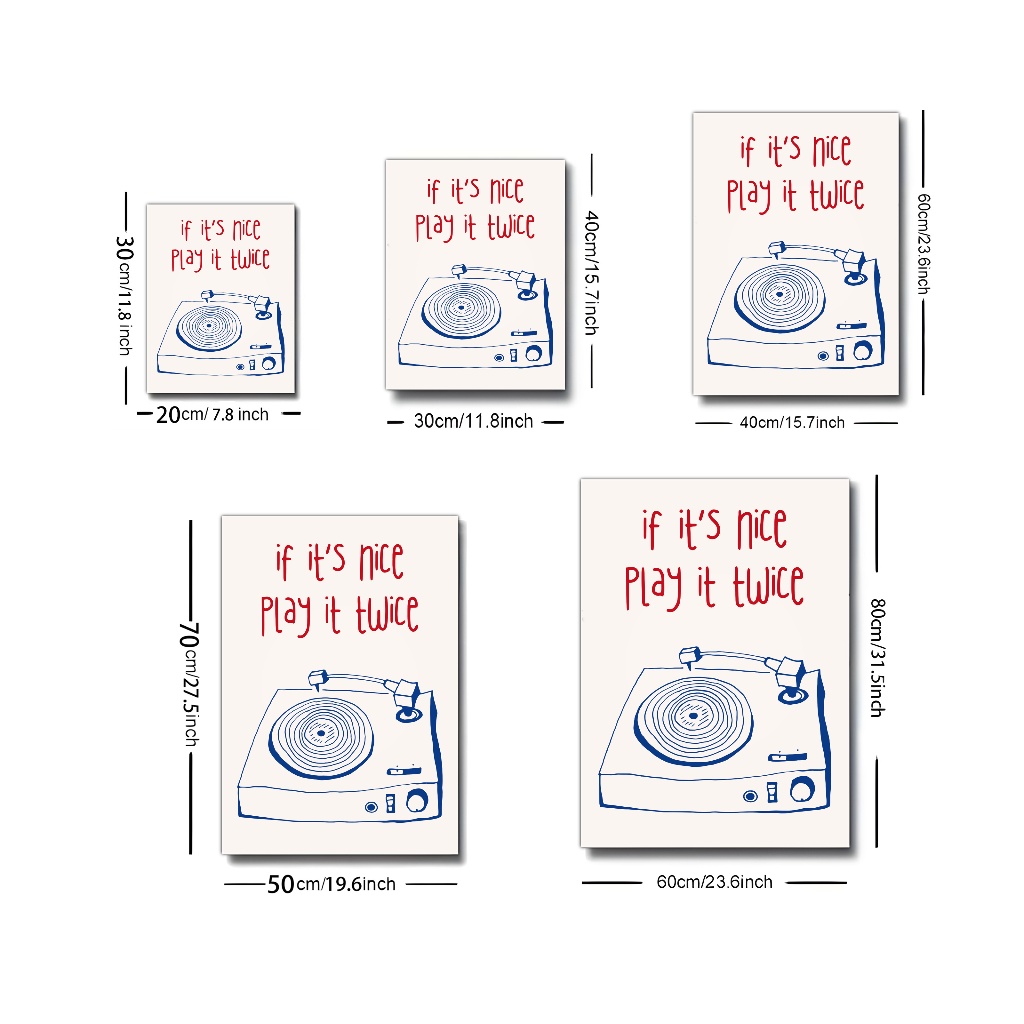 if it's nice
Play it twice
30cm/11.8 inch
20cm/ 7.8 inch
if it's nice
Play it twice
40cm/15.7inch
30cm/11.8inch
if it's nice
Play it twice
60cm/23.6inch
40cm/15.7inch
if it's nice
Play it twice
70cm/27.5inch
50cm/19.6inch
if it's nice
Play it twice
80cm/31.5inch
60cm/23.6inch